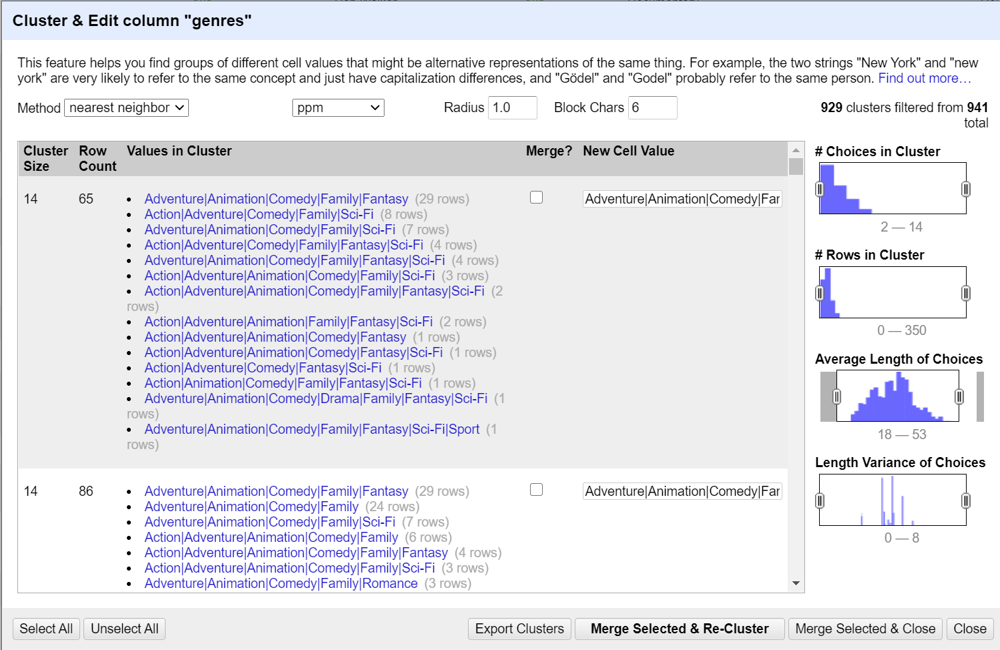 Cluster & Edit column "genres"
This feature helps you find groups of different cell values that might be alternative representations of the same thing. For example, the two strings "New York" and "new
york" are very likely to refer to the same concept and just have capitalization differences, and "Gödel" and "Godel" probably refer to the same person. Find out more…
Method nearest neighbor ppm Radius 1.0 Block Chars 6 929 clusters filtered from 941
total
Cluster Row Values in Cluster Merge? New Cell Value
Size Count
14 65 • Adventure|Animation|Comedy|Family|Fantasy (29 rows) Adventure|Animation|Comedy|Far
• Action|Adventure|Comedy|Family|Sci-Fi (8 rows)
• Adventure|Animation|Comedy|Family|Sci-Fi (7 rows)
• Action|Adventure|Comedy|Family|Fantasy|Sci-Fi (4 rows)
• Adventure|Animation|Comedy|Family|Fantasy|Sci-Fi (4 rows)
• Action|Adventure|Animation|Comedy|Family|Sci-Fi (3 rows)
• Action|Adventure|Animation|Comedy|Family|Fantasy|Sci-Fi (2
rows)
• Action|Adventure|Animation|Family|Fantasy|Sci-Fi (2 rows)
• Action|Adventure|Animation|Comedy|Fantasy (1 rows)
• Action|Adventure|Animation|Comedy|Fantasy|Sci-Fi (1 rows)
• Action|Adventure|Comedy|Fantasy|Sci-Fi (1 rows)
• Action|Animation|Comedy|Family|Fantasy|Sci-Fi (1 rows)
• Adventure|Animation|Comedy|Drama|Family|Fantasy|Sci-Fi (1
rows)
• Adventure|Animation|Comedy|Family|Fantasy|Sci-Fi|Sport (1
rows)
14 86 • Adventure|Animation|Comedy|Family|Fantasy (29 rows) Adventure|Animation|Comedy|Far
• Adventure|Animation|Comedy|Family (24 rows)
• Adventure|Animation|Comedy|Family|Sci-Fi (7 rows)
• Action|Adventure|Animation|Comedy|Family (6 rows)
• Action|Adventure|Animation|Comedy|Family|Fantasy (4 rows)
• Action|Adventure|Animation|Comedy|Family|Sci-Fi (3 rows)
• Adventure|Animation|Comedy|Family|Romance (3 rows)
# Choices in Cluster
2 — 14
# Rows in Cluster
0 — 350
Average Length of Choices
18 — 53
Length Variance of Choices
0 — 8
Select All Unselect All Export Clusters Merge Selected & Re-Cluster Merge Selected & Close Close